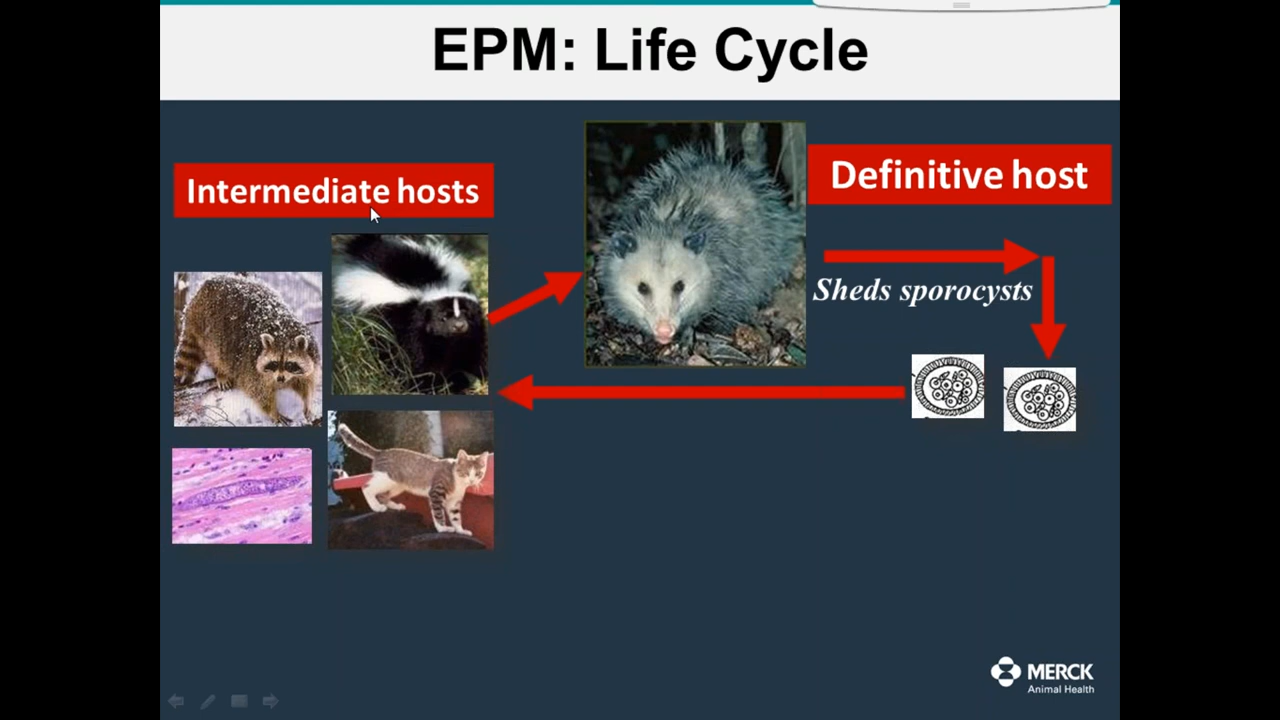 EPM: Life Cycle
Intermediate hosts
Definitive host
Sheds sporocysts
MERCK
Animal Health